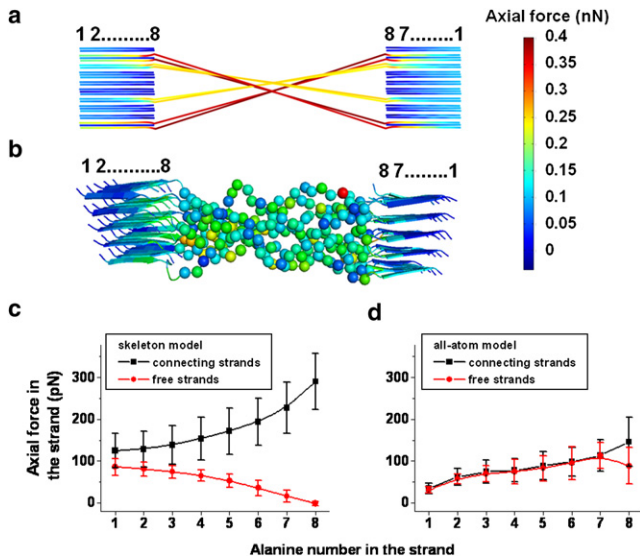 a
Axial force (nN)
1 2.........8
8 7........1
0.4
0.35
0.3
0.25
0.2
0.15
0.1
0.05
0
b
1 2.........8
8 7........1
c
d
skeleton model
connecting strands
free strands
all-atom model
connecting strands
free strands
Axial force in
the strand (pN)
300
200
100
0
1 2 3 4 5 6 7 8
300
200
100
0
1 2 3 4 5 6 7 8
Alanine number in the strand